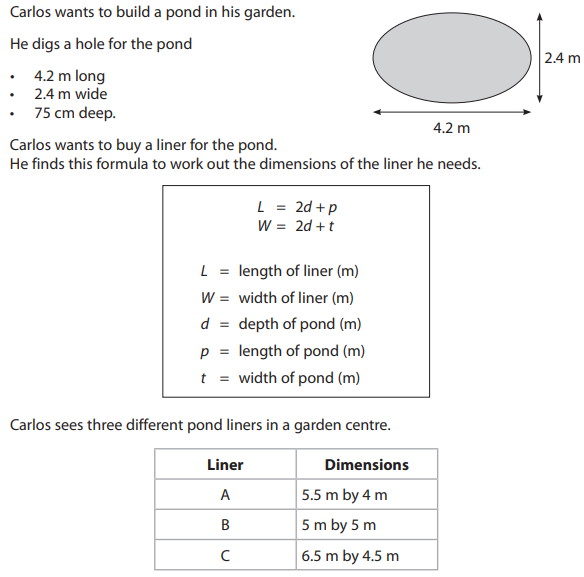 Carlos wants to build a pond in his garden.
He digs a hole for the pond
• 4.2 m long
• 2.4 m wide
• 75 cm deep.
2.4 m
4.2 m
Carlos wants to buy a liner for the pond.
He finds this formula to work out the dimensions of the liner he needs.
L = 2d + p
W = 2d + t
L = length of liner (m)
W = width of liner (m)
d = depth of pond (m)
p = length of pond (m)
t = width of pond (m)
Carlos sees three different pond liners in a garden centre.
Liner Dimensions
A 5.5 m by 4 m
B 5 m by 5 m
C 6.5 m by 4.5 m